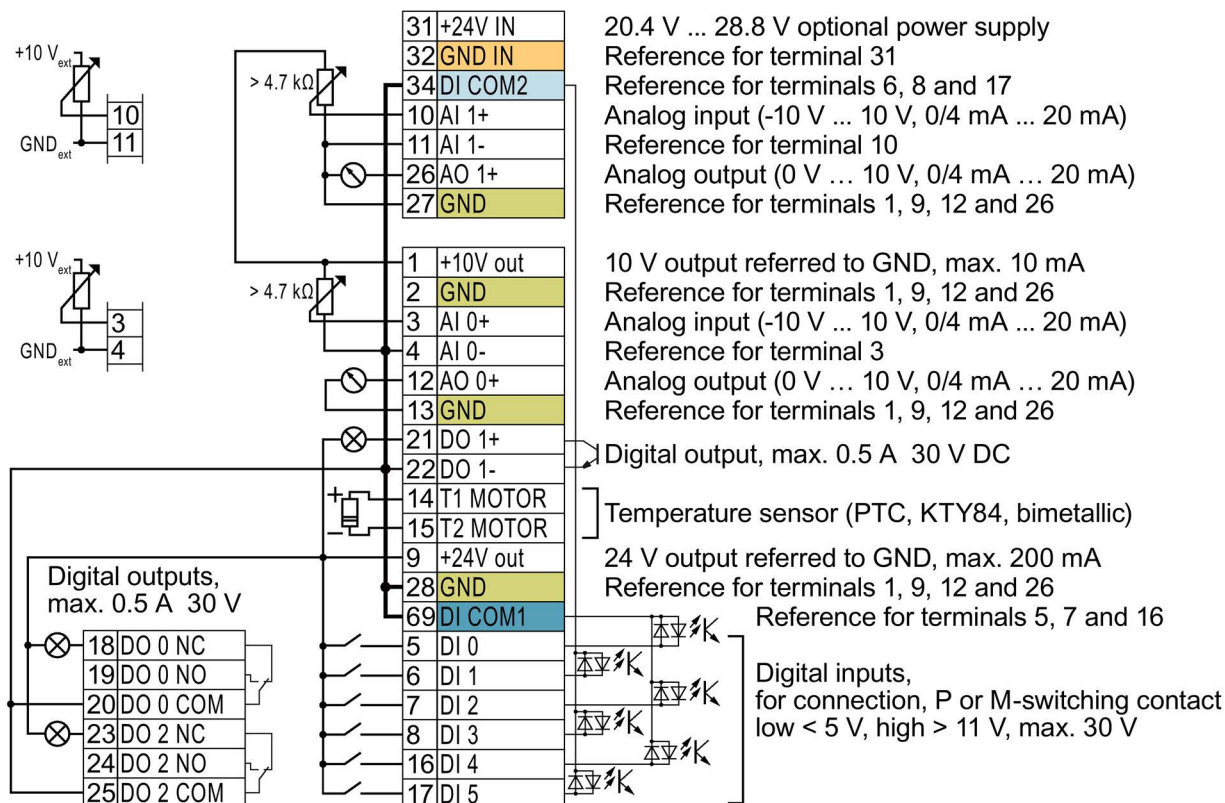 31 +24V IN 20.4 V ... 28.8 V optional power supply
32 GND IN Reference for terminal 31
34 DI COM2 Reference for terminals 6, 8 and 17
10 AI 1+ Analog input (-10 V ... 10 V, 0/4 mA ... 20 mA)
11 AI 1- Reference for terminal 10
26 AO 1+ Analog output (0 V … 10 V, 0/4 mA … 20 mA)
27 GND Reference for terminals 1, 9, 12 and 26
+10 Vext
10
GNDext 11
> 4.7 kΩ
1 +10V out 10 V output referred to GND, max. 10 mA
2 GND Reference for terminals 1, 9, 12 and 26
3 AI 0+ Analog input (-10 V ... 10 V, 0/4 mA ... 20 mA)
4 AI 0- Reference for terminal 3
12 AO 0+ Analog output (0 V … 10 V, 0/4 mA … 20 mA)
13 GND Reference for terminals 1, 9, 12 and 26
+10 Vext
3
GNDext 4
> 4.7 kΩ
21 DO 1+
22 DO 1-
Digital output, max. 0.5 A 30 V DC
+
14 T1 MOTOR
−
15 T2 MOTOR
Temperature sensor (PTC, KTY84, bimetallic)
9 +24V out 24 V output referred to GND, max. 200 mA
28 GND Reference for terminals 1, 9, 12 and 26
69 DI COM1 Reference for terminals 5, 7 and 16
5 DI 0
6 DI 1
7 DI 2
8 DI 3
16 DI 4
17 DI 5
Digital inputs,
for connection, P or M-switching contact
low < 5 V, high > 11 V, max. 30 V
Digital outputs,
max. 0.5 A 30 V
18 DO 0 NC
19 DO 0 NO
20 DO 0 COM
23 DO 2 NC
24 DO 2 NO
25 DO 2 COM